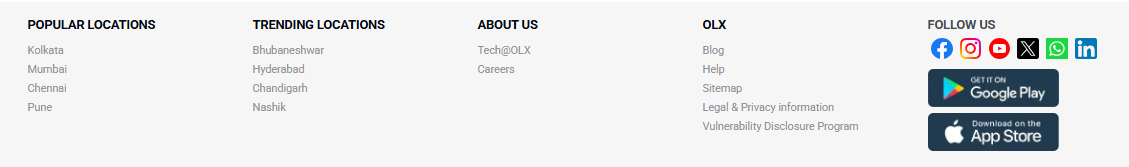 POPULAR LOCATIONS
Kolkata
Mumbai
Chennai
Pune
TRENDING LOCATIONS
Bhubaneshwar
Hyderabad
Chandigarh
Nashik
ABOUT US
Tech@OLX
Careers
OLX
Blog
Help
Sitemap
Legal & Privacy information
Vulnerability Disclosure Program
FOLLOW US
GET IT ON
Google Play
Download on the
App Store